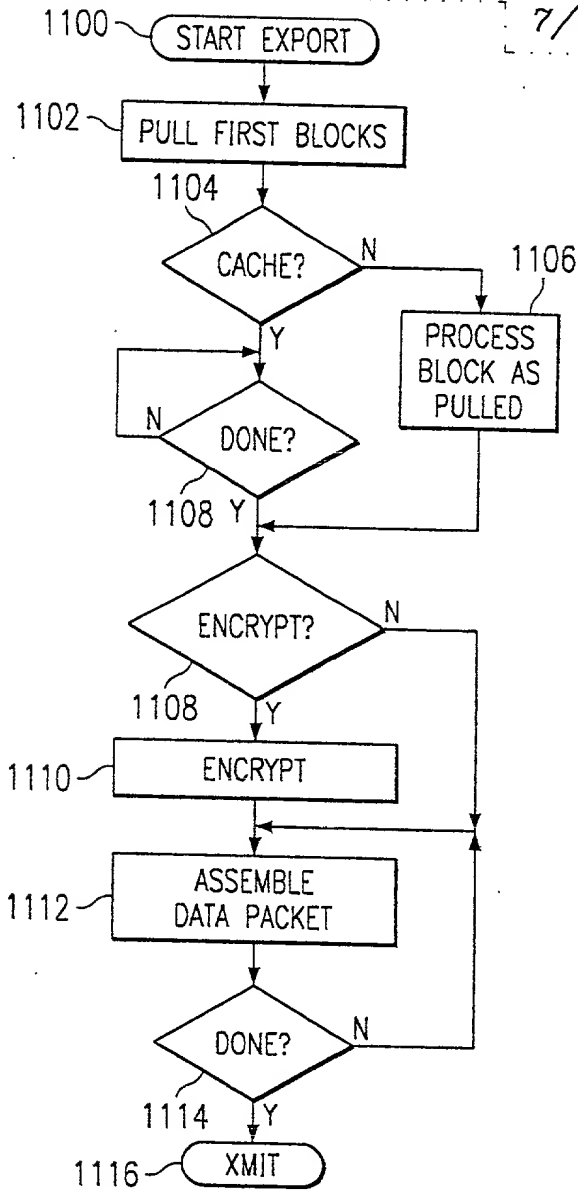 7/
1100 START EXPORT
1102 PULL FIRST BLOCKS
1104
CACHE?
N
1106
Y
PROCESS
BLOCK AS
PULLED
N
DONE?
1108
Y
ENCRYPT?
N
1108
Y
1110 ENCRYPT
1112 ASSEMBLE
DATA PACKET
DONE?
N
1114
Y
1116 XMIT